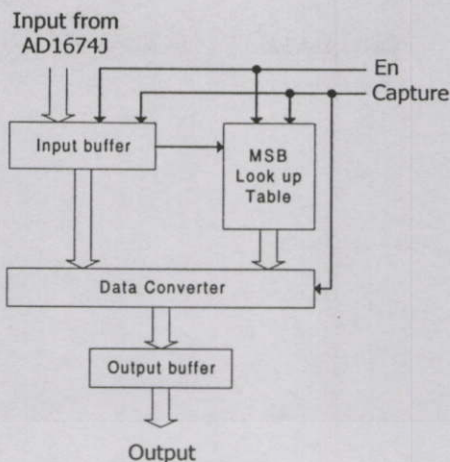 Input from
AD1674J
En
Capture
Input buffer
MSB
Look up
Table
Data Converter
Output buffer
Output